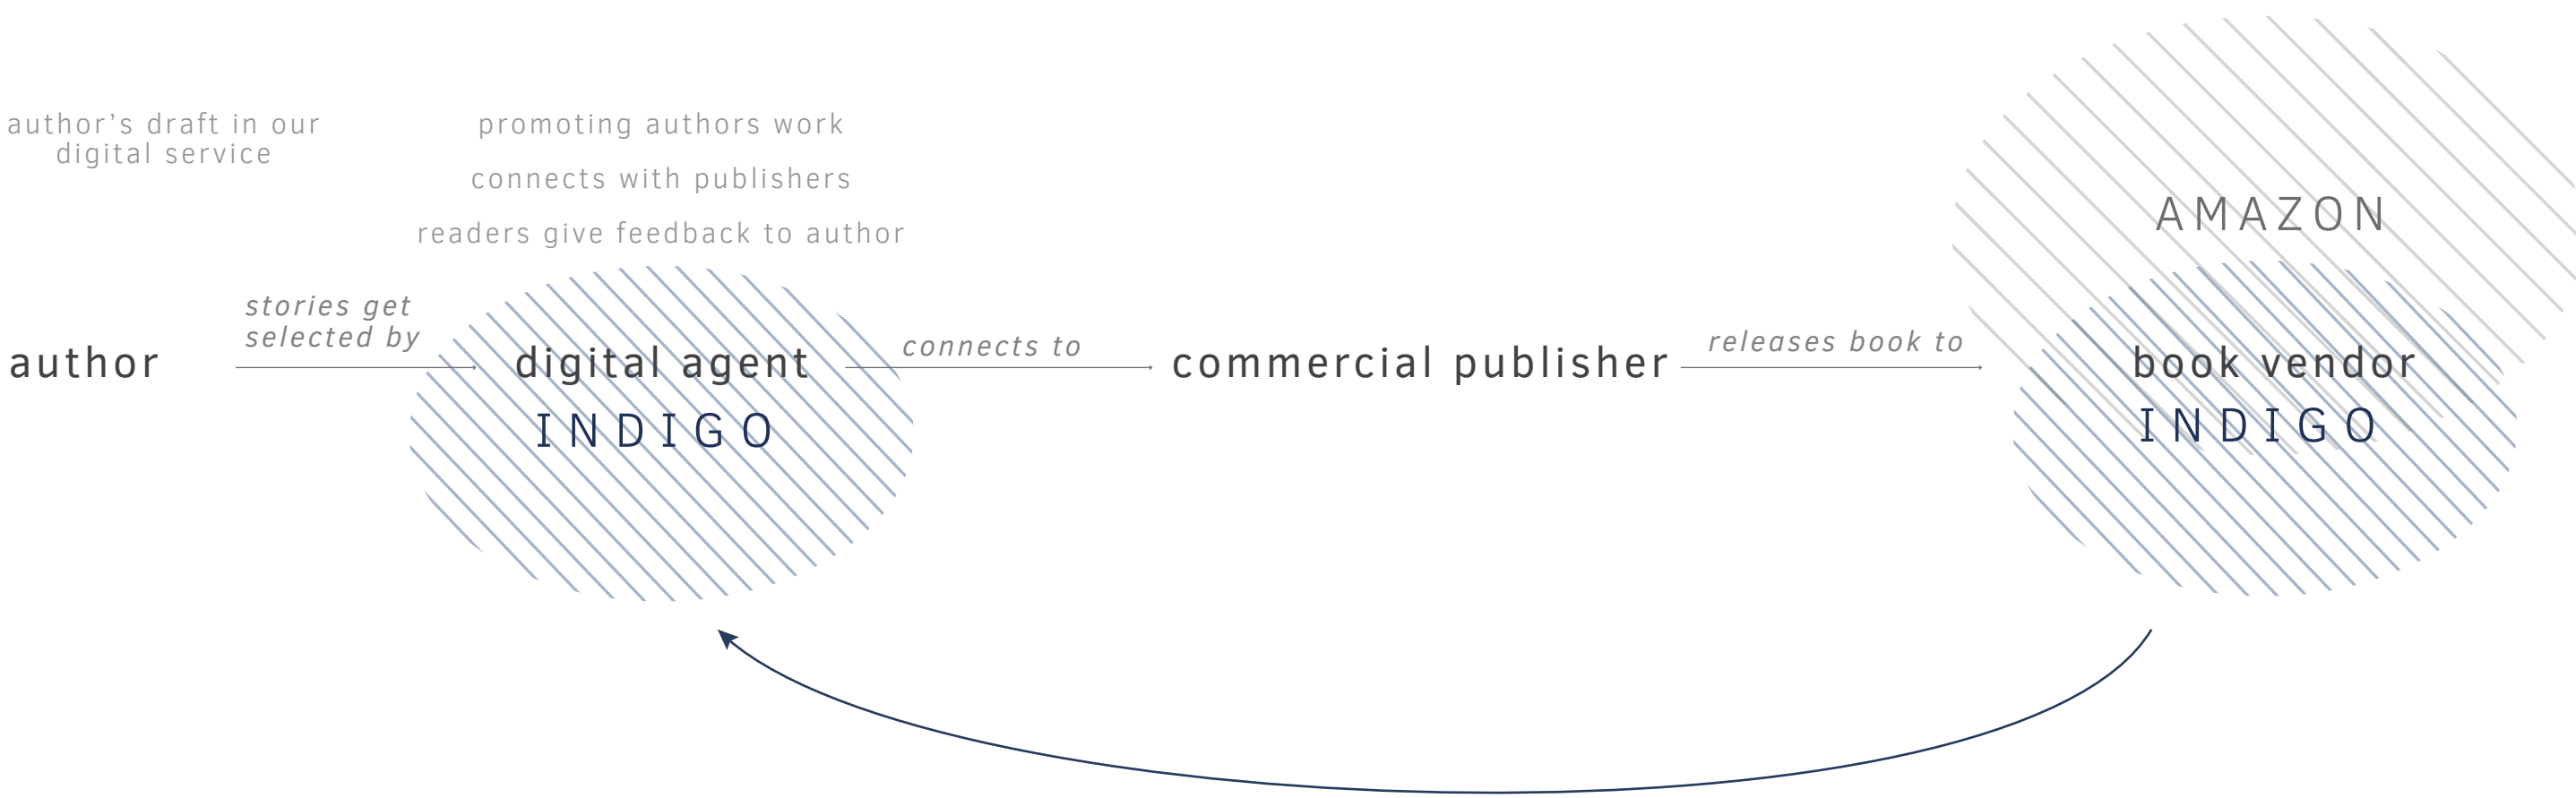 author’s draft in our
digital service
promoting authors work
connects with publishers
readers give feedback to author
AMAZON
stories get
selected by
author
digital agent
INDIGO
connects to
commercial publisher
releases book to
book vendor
INDIGO